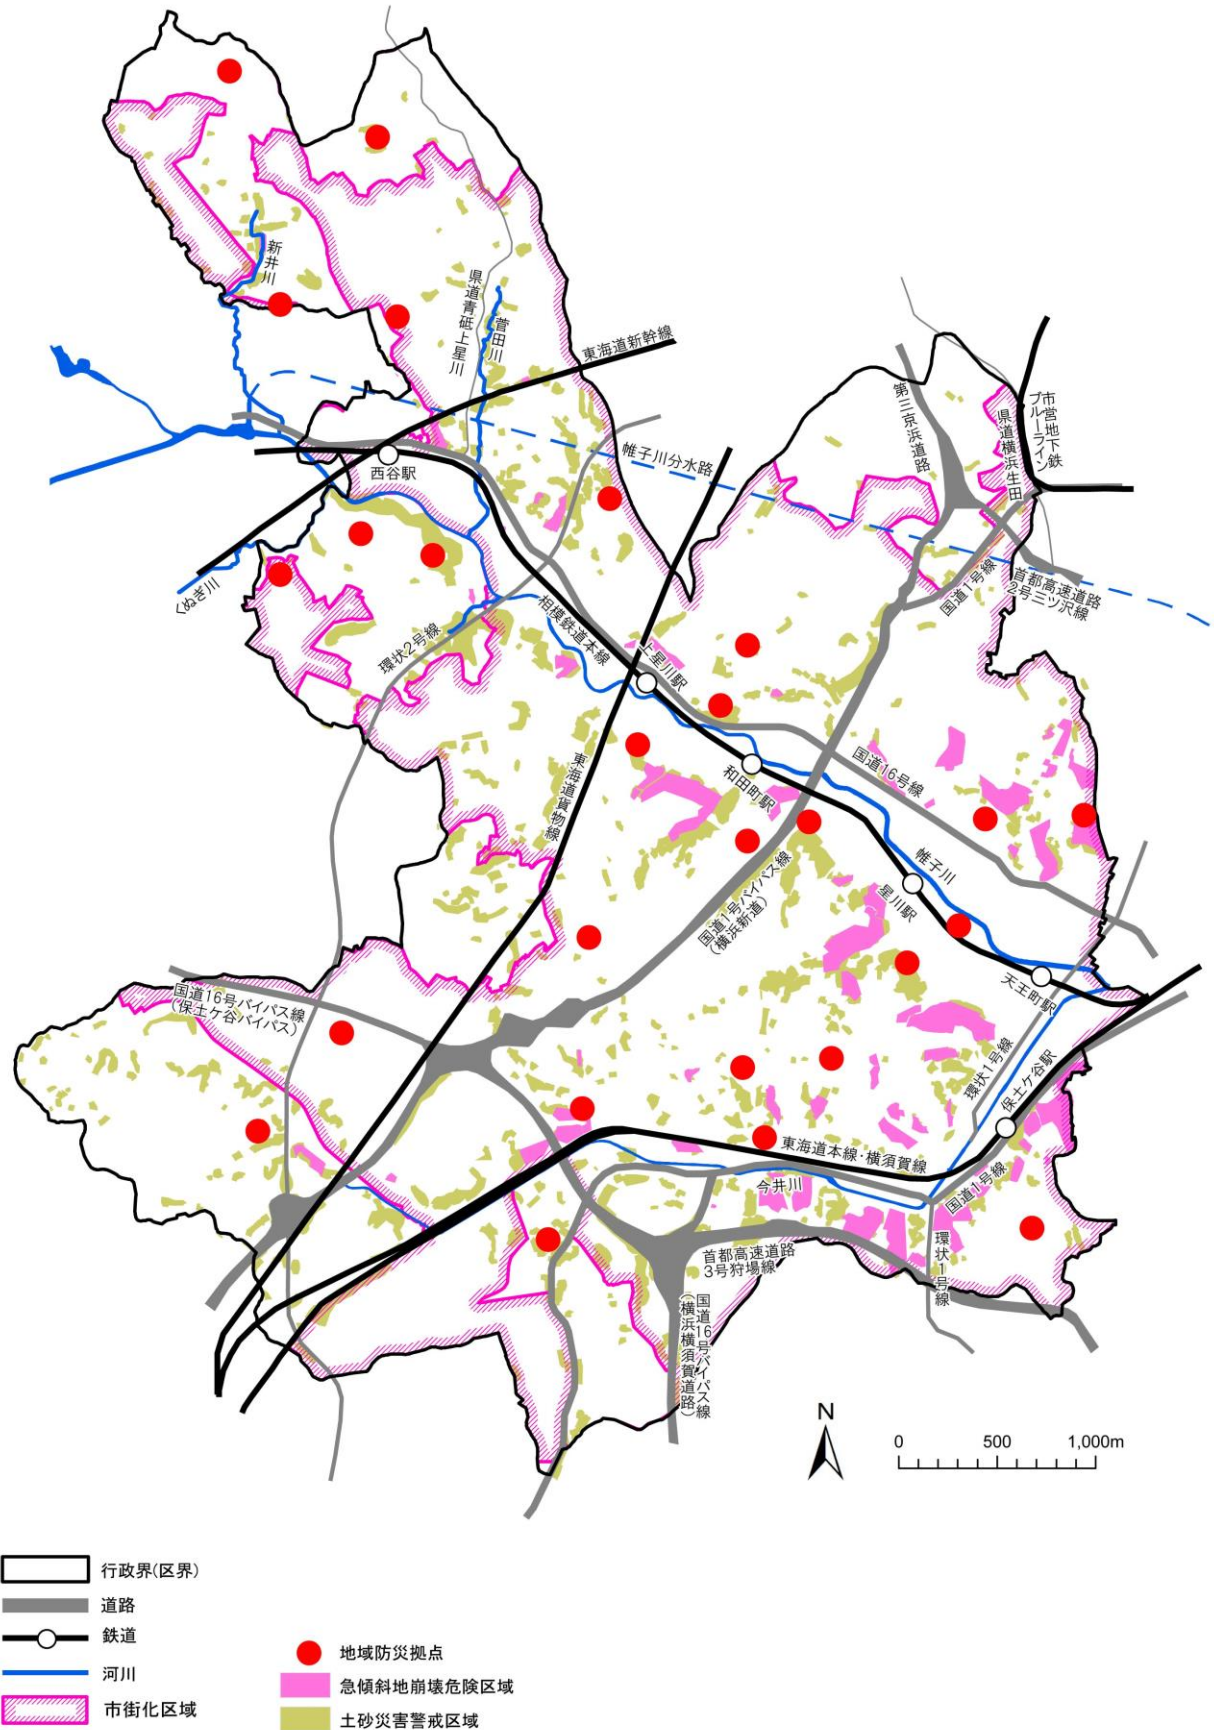 新井川
県道青砥上星川
菅田川
東海道新幹線
第三京浜道路
県道横浜生田
市営地下鉄
ブルーライン
西谷駅
帷子川分水路
くぬぎ川
環状2号線
相模鉄道本線
上星川駅
国道1号線
首都高速道路
2号三ツ沢線
東海道貨物線
和田町駅
国道16号線
帷子川
星川駅
国道1号バイパス線
(横浜新道)
天王町駅
国道16号バイパス線
(保土ケ谷バイパス)
環状1号線
保土ケ谷駅
東海道本線・横須賀線
今井川
国道1号線
首都高速道路
3号狩場線
環状1号線
国道16号バイパス線
(横浜横須賀道路)
N
0 500 1,000m
行政界(区界)
道路
鉄道
河川
市街化区域
地域防災拠点
急傾斜地崩壊危険区域
土砂災害警戒区域